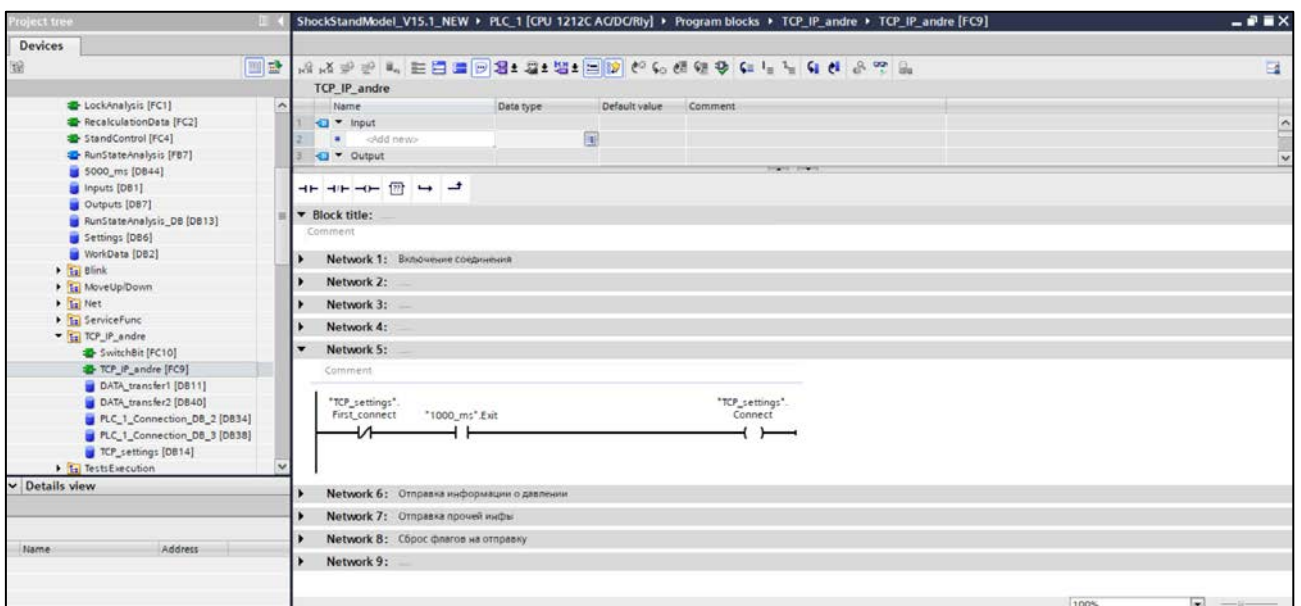 Project tree
ShockStandModel_V15.1_NEW ▸ PLC_1 [CPU 1212C AC/DC/Rly] ▸ Program blocks ▸ TCP_IP_andre ▸ TCP_IP_andre [FC9]
Devices
TCP_IP_andre
Name Data type Default value Comment
1 Input
2 <Add new>
3 Output
LockAnalysis [FC1]
RecalculationData [FC2]
StandControl [FC4]
RunStateAnalysis [FB7]
5000_ms [DB44]
Inputs [DB1]
Outputs [DB7]
RunStateAnalysis_DB [DB13]
Settings [DB6]
WorkData [DB2]
Blink
MoveUp/Down
Net
ServiceFunc
TCP_IP_andre
SwitchBit [FC10]
TCP_IP_andre [FC9]
DATA_transfer1 [DB11]
DATA_transfer2 [DB40]
PLC_1_Connection_DB_2 [DB34]
PLC_1_Connection_DB_3 [DB38]
TCP_settings [DB14]
TestsExecution
Details view
Name Address
Block title:
Comment
Network 1: Включение соединения
Network 2:
Network 3:
Network 4:
Network 5:
Comment
"TCP_settings".
First_connect
"1000_ms".Exit
"TCP_settings".
Connect
Network 6: Отправка информации о давлении
Network 7: Отправка прочей инфы
Network 8: Сброс флагов на отправку
Network 9:
100%